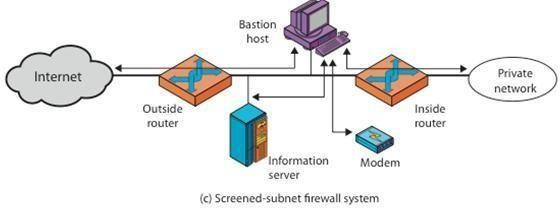 Bastion
host
Internet
Private
network
Outside
router
Inside
router
Information
server
Modem
(c) Screened-subnet firewall system